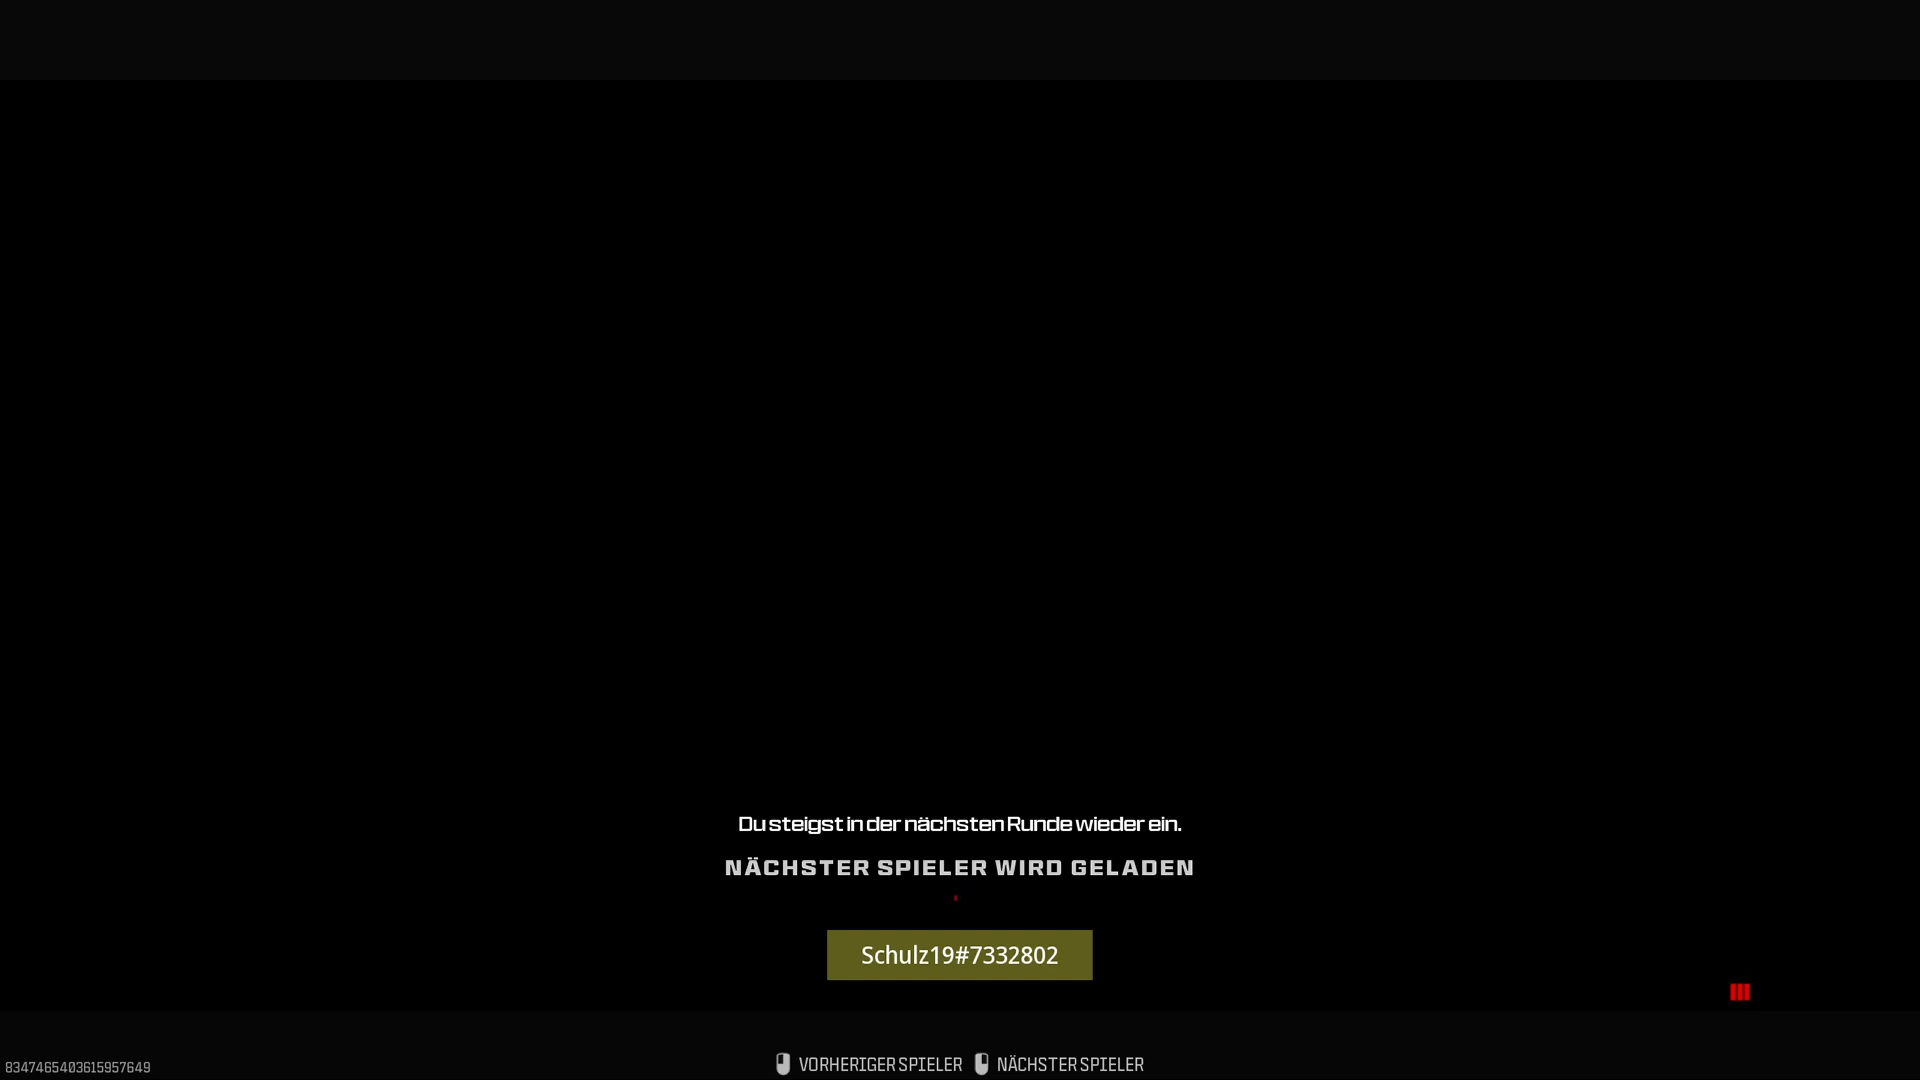 Du steigst in der nächsten Runde wieder ein.
NÄCHSTER SPIELER WIRD GELADEN
Schulz19#7332802
VORHERIGER SPIELER NÄCHSTER SPIELER
8347465403615957649